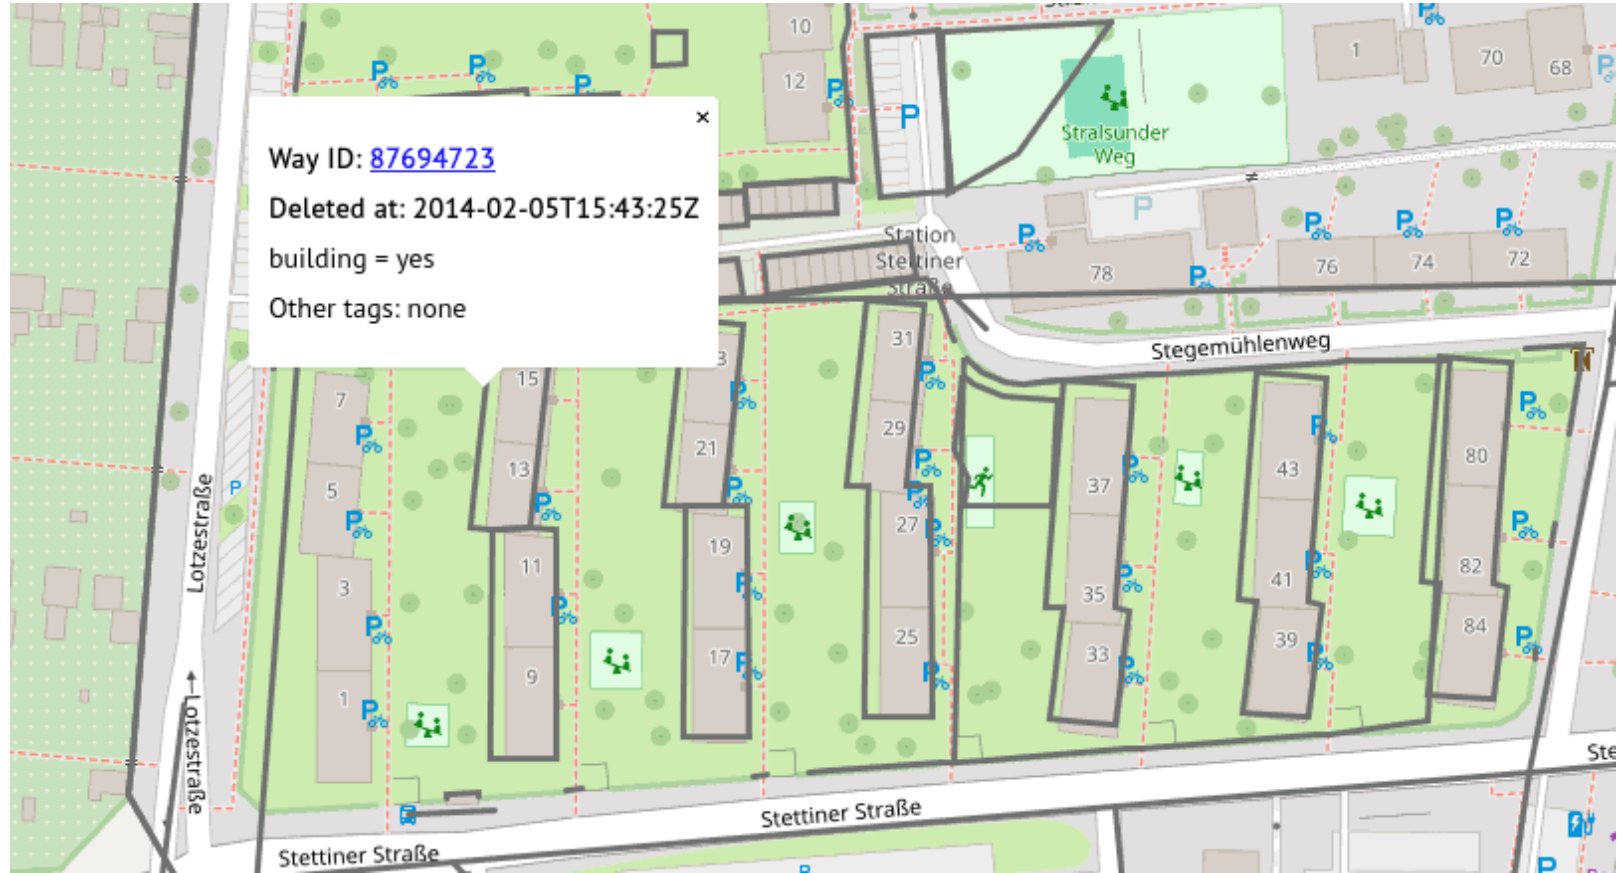 10
12
1
70
68
P
Stralsunder
Weg
×
Way ID: 87694723
Deleted at: 2014-02-05T15:43:25Z
building = yes
Other tags: none
P
Station
Stettiner
Straße
78
76
74
72
Stegemühlenweg
7
5
3
1
15
13
11
9
3
21
19
17
31
29
27
25
37
35
33
43
41
39
80
82
84
P
Lotzestraße
←Lotzestraße
Stettiner Straße
Stettiner Straße
Ste
P
P